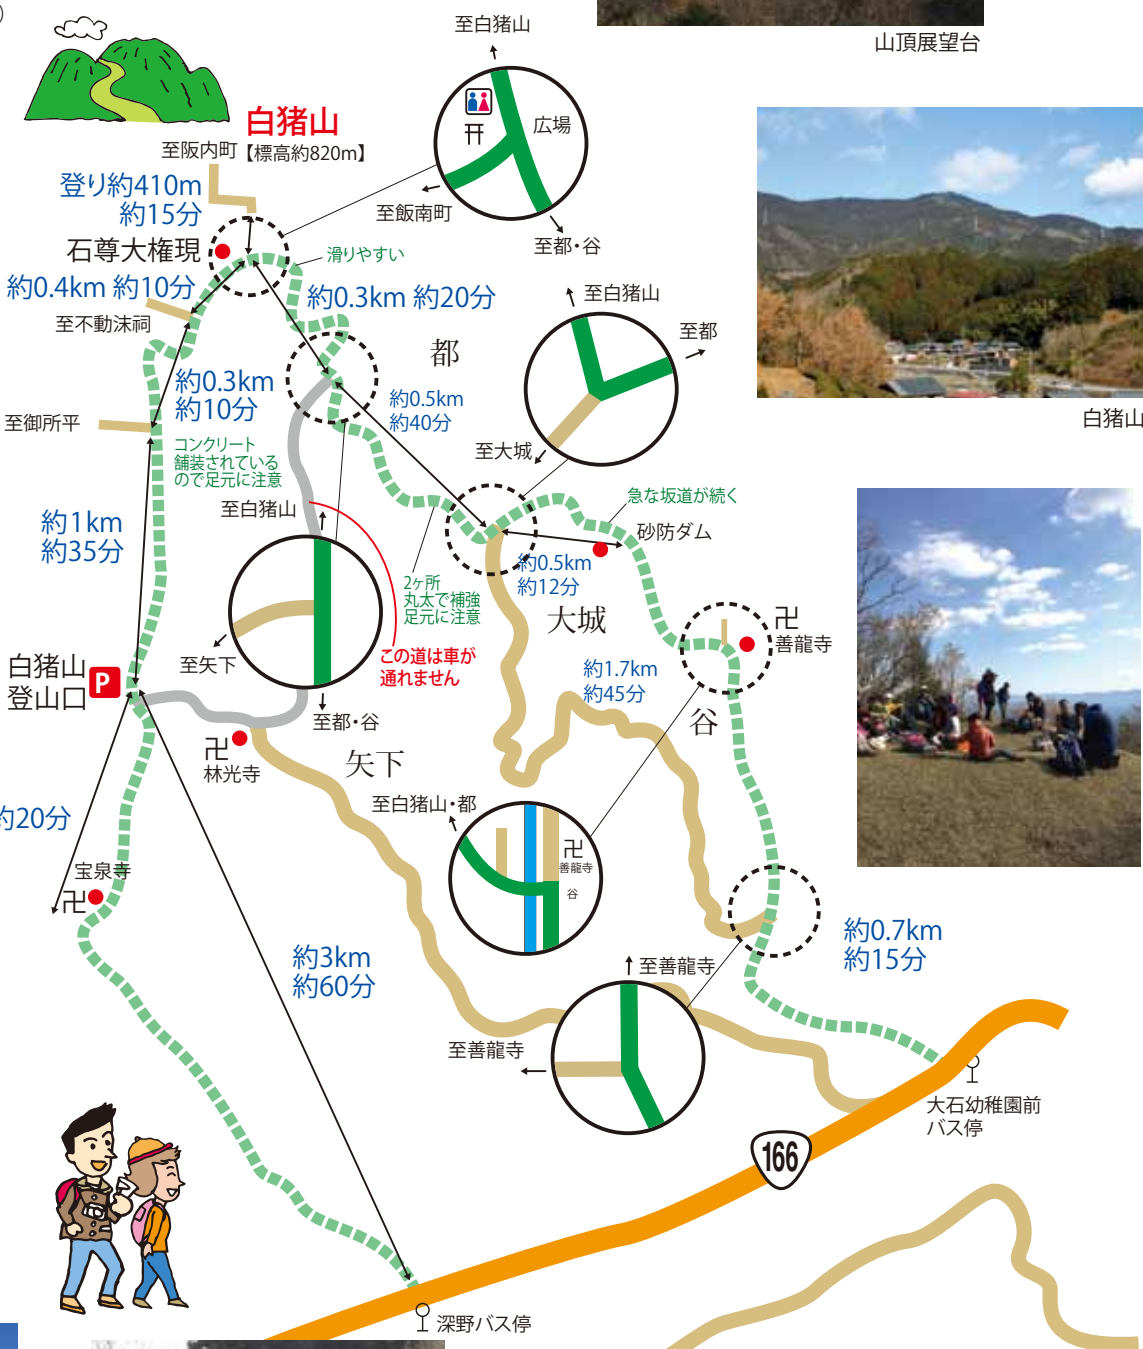 山頂展望台
至白猪山
広場
至飯南町
至都・谷
白猪山
至阪内町【標高約820m】
登り約410m
約15分
石尊大権現
滑りやすい
約0.4km 約10分
約0.3km 約20分
至不動沫祠
都
至白猪山
至都
至大城
白猪山
約0.3km
約10分
約0.5km
約40分
至御所平
コンクリート
舗装されている
ので足元に注意
至白猪山
急な坂道が続く
砂防ダム
約1km
約35分
約0.5km
約12分
2ヶ所
丸太で補強
足元に注意
大城
卍
善龍寺
至矢下
この道は車が
通れません
約1.7km
約45分
白猪山
登山口
P
至都・谷
谷
卍
林光寺
矢下
至白猪山・都
卍
善龍寺
谷
約20分
宝泉寺
卍
約0.7km
約15分
約3km
約60分
至善龍寺
至善龍寺
大石幼稚園前
バス停
166
深野バス停